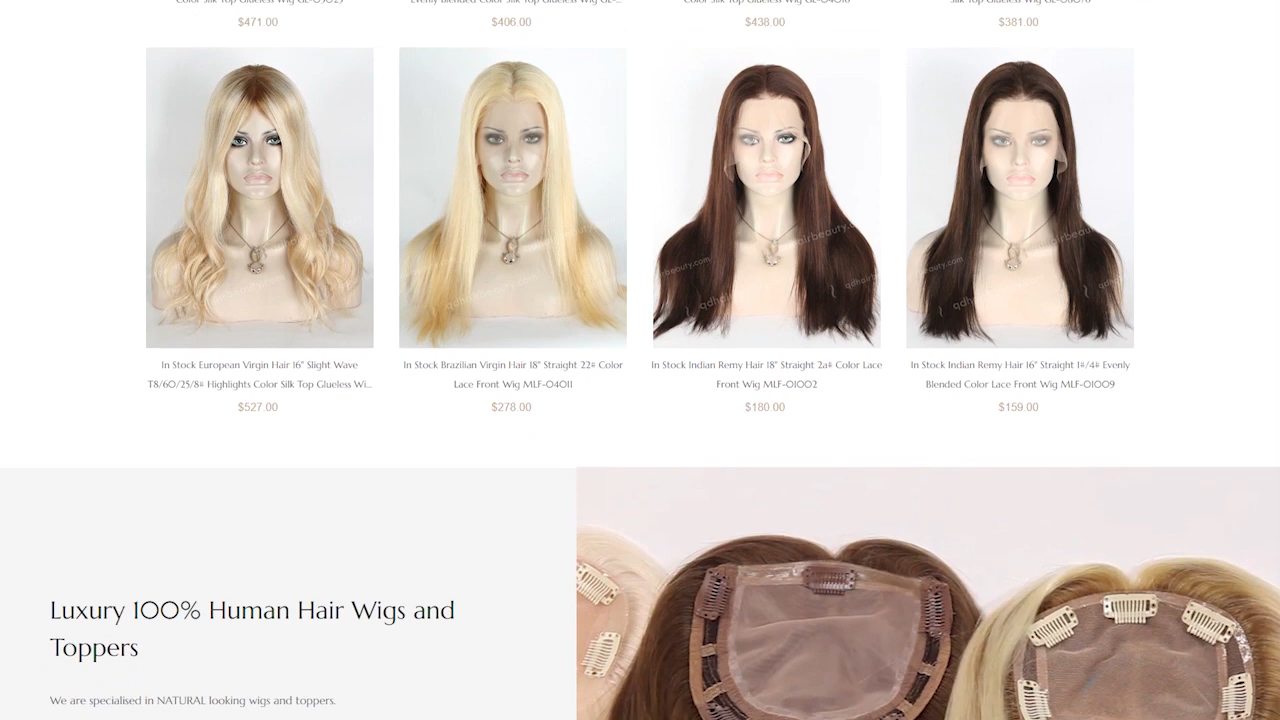 $471.00
$406.00
$438.00
$381.00
In Stock European Virgin Hair 16" Slight Wave
T8/60/25/8# Highlights Color Silk Top Glueless Wi...
$527.00
In Stock Brazilian Virgin Hair 18" Straight 22# Color
Lace Front Wig MLF-04011
$278.00
In Stock Indian Remy Hair 18" Straight 2a# Color Lace
Front Wig MLF-01002
$180.00
In Stock Indian Remy Hair 16" Straight 1#/4# Evenly
Blended Color Lace Front Wig MLF-01009
$159.00
Luxury 100% Human Hair Wigs and
Toppers
We are specialised in NATURAL looking wigs and toppers.